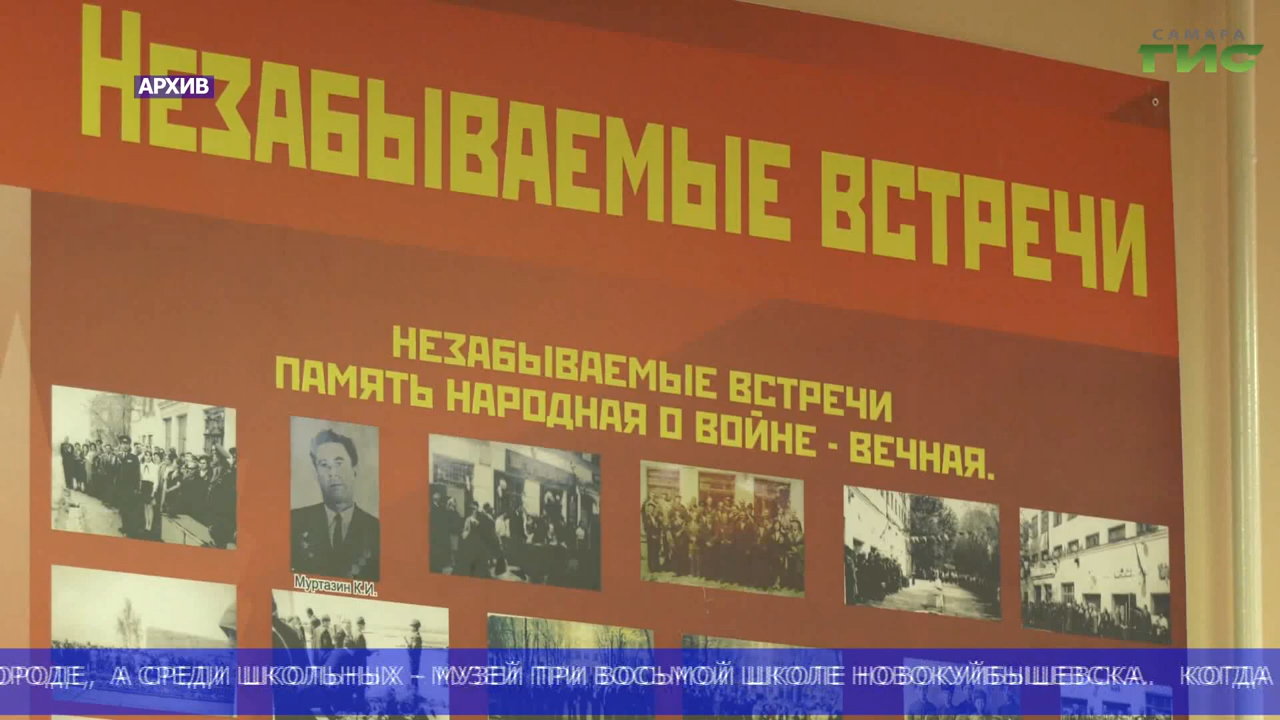 САМАРА
ГИС
АРХИВ
НЕЗАБЫВАЕМЫЕ ВСТРЕЧИ
НЕЗАБЫВАЕМЫЕ ВСТРЕЧИ
ПАМЯТЬ НАРОДНАЯ О ВОЙНЕ - ВЕЧНАЯ.
Муртазин К.И.
ОРОДЕ, А СРЕДИ ШКОЛЬНЫХ - МУЗЕЙ ПРИ ВОСЬМОЙ ШКОЛЕ НОВОКУЙБЫШЕВСКА. КОГДА